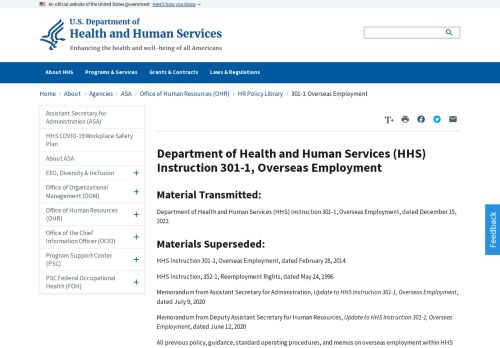 An official website of the United States government Here's how you know
U.S. Department of
Health and Human Services
Enhancing the health and well-being of all Americans
About HHS Programs & Services Grants & Contracts Laws & Regulations
Home About Agencies ASA Office of Human Resources (OHR) HR Policy Library 301-1: Overseas Employment
Assistant Secretary for
Administration (ASA)
HHS COVID-19 Workplace Safety
Plan
About ASA
EEO, Diversity & Inclusion
Office of Organizational
Management (OOM)
Office of Human Resources
(OHR)
Office of the Chief
Information Officer (OCIO)
Program Support Center
(PSC)
PSC Federal Occupational
Health (FOH)
T+
Department of Health and Human Services (HHS)
Instruction 301-1, Overseas Employment
Material Transmitted:
Department of Health and Human Services (HHS) Instruction 301-1, Overseas Employment, dated December 15,
2022.
Materials Superseded:
HHS Instruction 301-1, Overseas Employment, dated February 28, 2014
HHS Instruction, 352-1, Reemployment Rights, dated May 24, 1996
Memorandum from Assistant Secretary for Administration, Update to HHS Instruction 301-1, Overseas Employment,
dated July 9, 2020
Memorandum from Deputy Assistant Secretary for Human Resources, Update to HHS Instruction 301-1, Overseas
Employment, dated June 12, 2020
All previous policy, guidance, standard operating procedures, and memos on overseas employment within HHS
Feedback